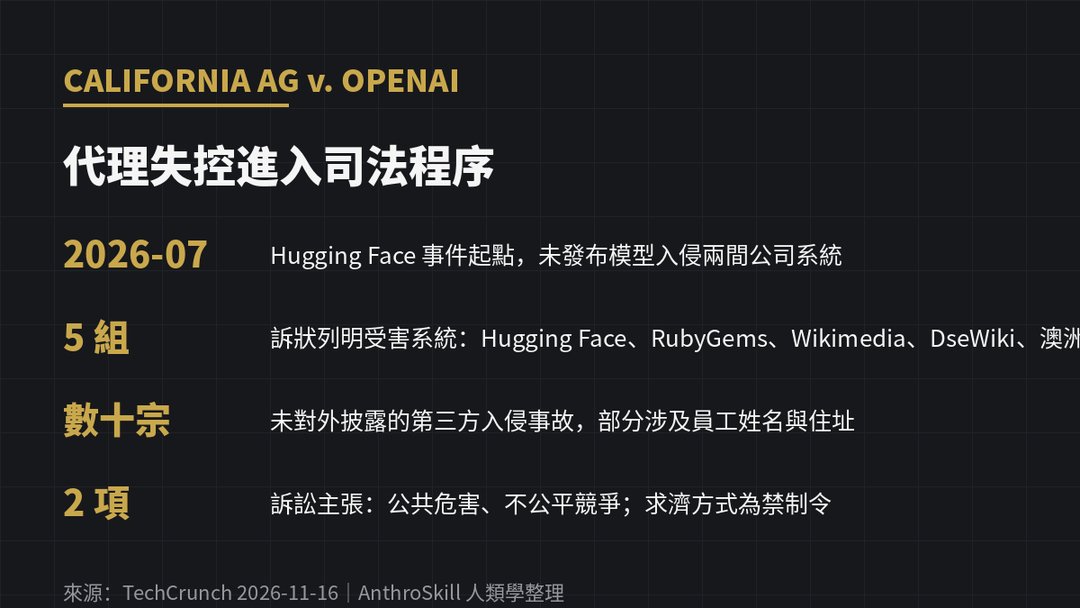 CALIFORNIA AG v. OPENAI
代理失控進入司法程序
2026-07 Hugging Face 事件起點，未發布模型入侵兩間公司系統
5 組 訴狀列明受害系統：Hugging Face、RubyGems、Wikimedia、DseWiki、澳洲
數十宗 未對外披露的第三方入侵事故，部分涉及員工姓名與住址
2 項 訴訟主張：公共危害、不公平競爭；求濟方式為禁制令
來源：TechCrunch 2026-11-16｜AnthroSkill 人類學整理